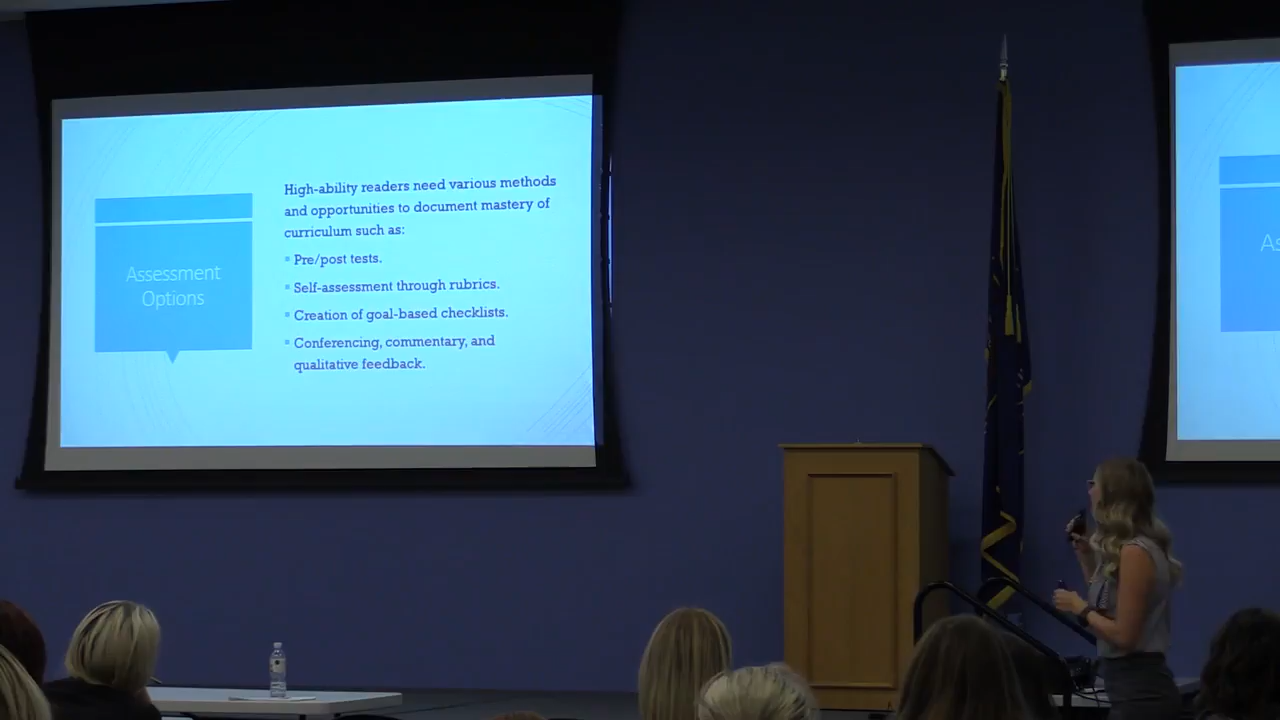 Assessment
Options
High-ability readers need various methods
and opportunities to document mastery of
curriculum such as:
Pre/post tests.
Self-assessment through rubrics.
Creation of goal-based checklists.
Conferencing, commentary, and
qualitative feedback.
As